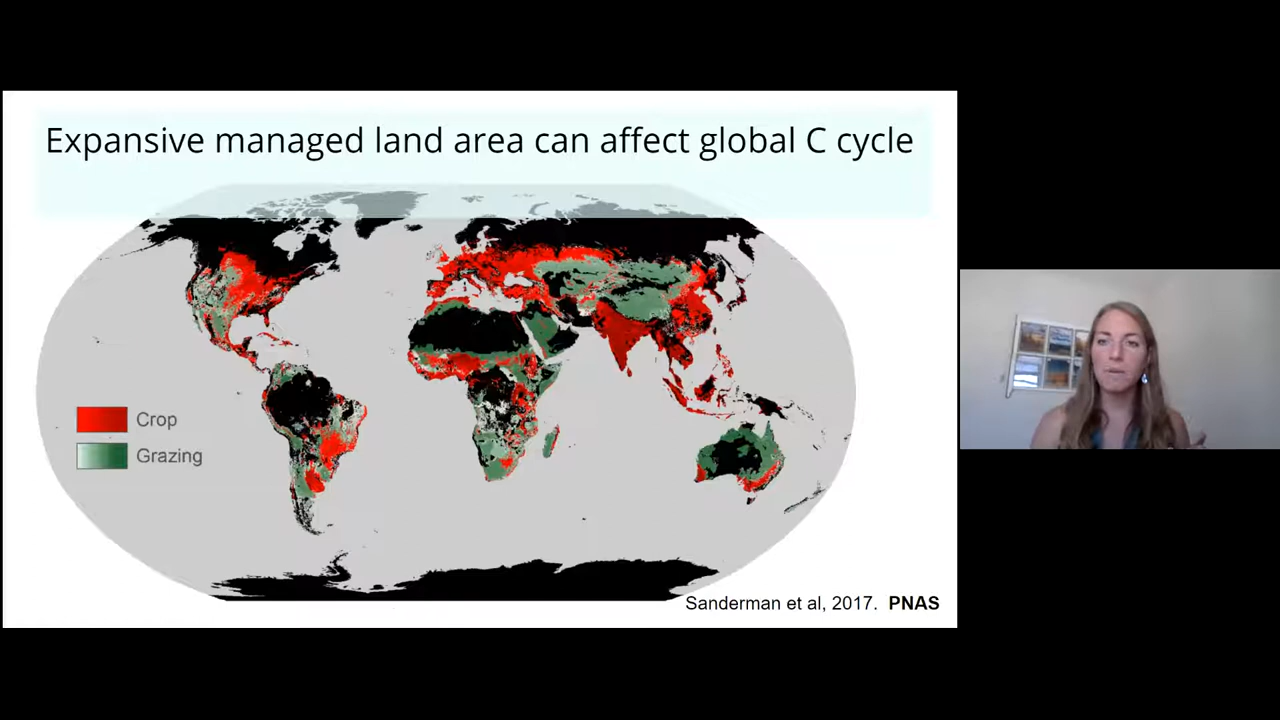 Expansive managed land area can affect global C cycle
Crop
Grazing
Sanderman et al, 2017. PNAS